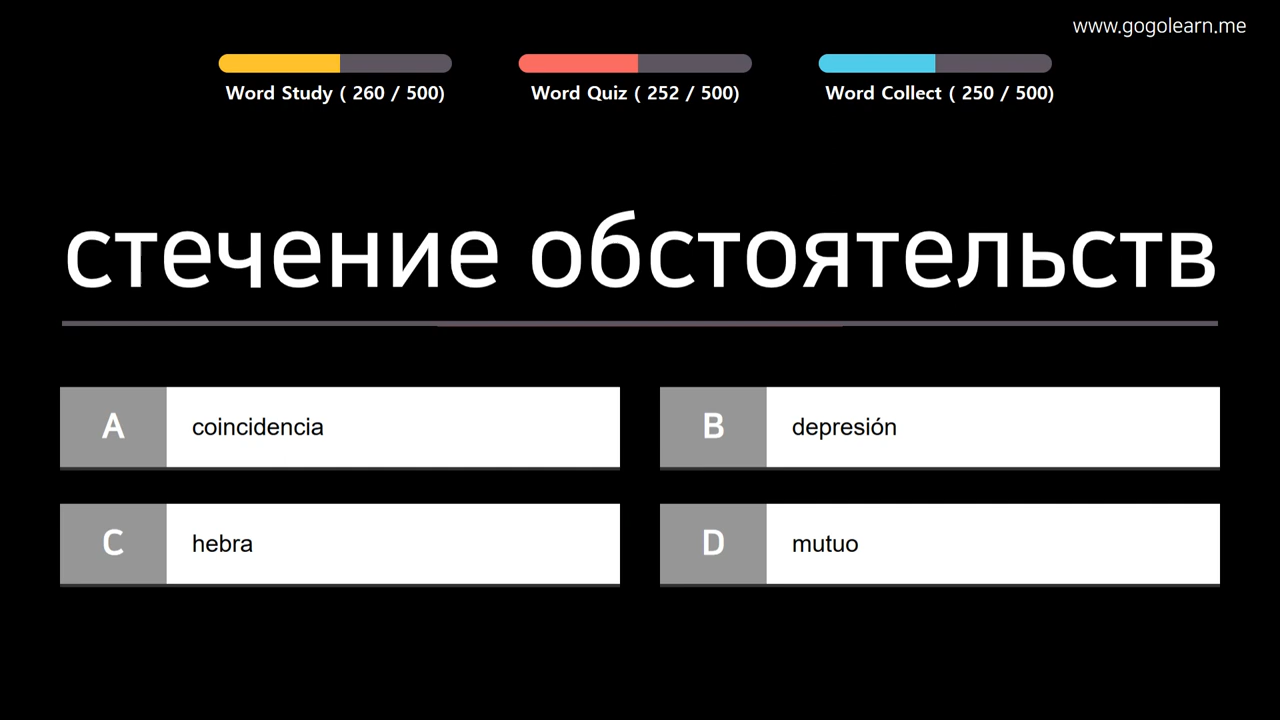 www.gogolearn.me
Word Study ( 260 / 500)
Word Quiz ( 252 / 500)
Word Collect ( 250 / 500)
стечение обстоятельств
A coincidencia
B depresión
C hebra
D mutuo